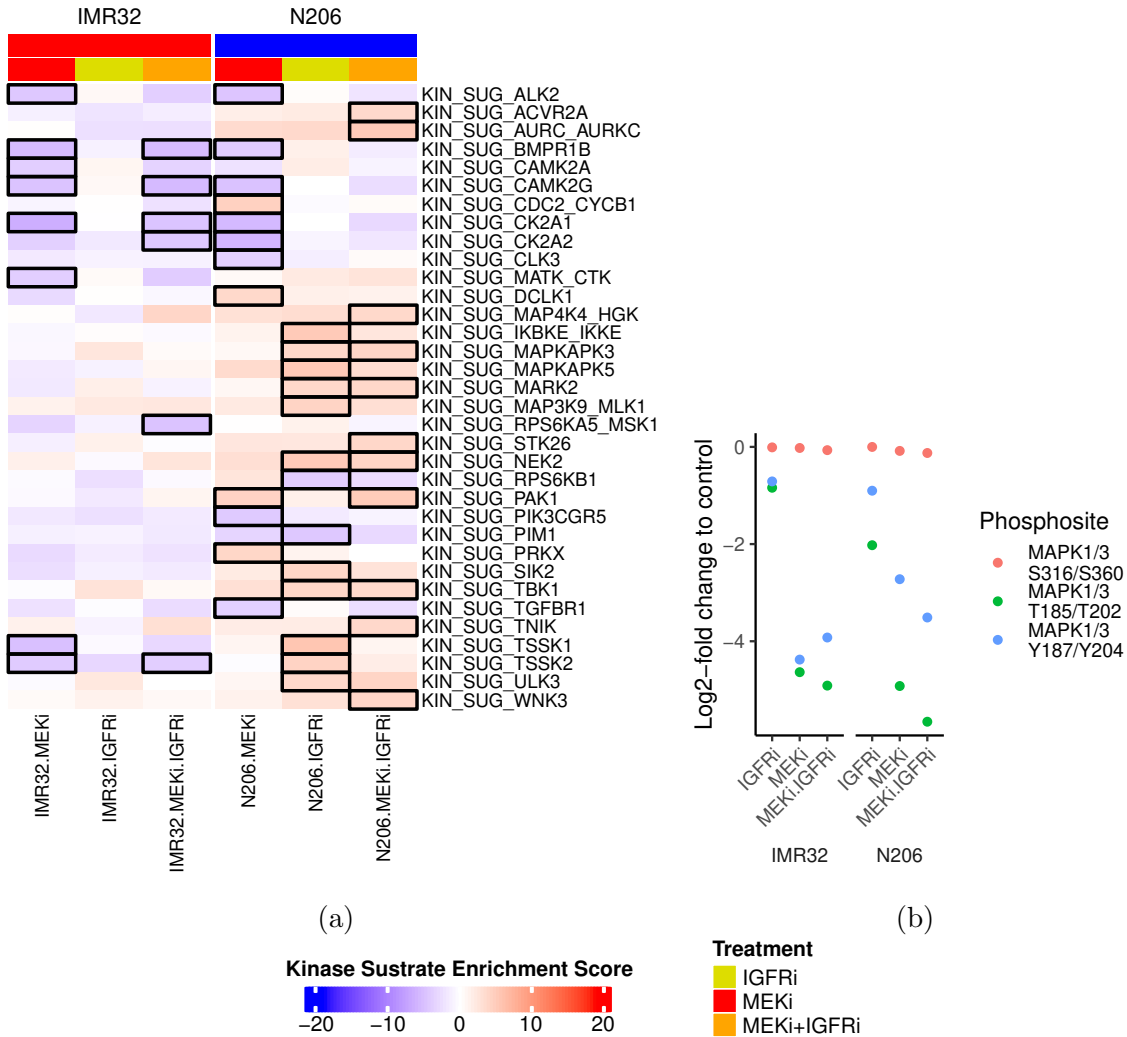 IMR32 N206
KIN_SUG_ALK2
KIN_SUG_ACVR2A
KIN_SUG_AURC_AURKC
KIN_SUG_BMPR1B
KIN_SUG_CAMK2A
KIN_SUG_CAMK2G
KIN_SUG_CDC2_CYCB1
KIN_SUG_CK2A1
KIN_SUG_CK2A2
KIN_SUG_CLK3
KIN_SUG_MATK_CTK
KIN_SUG_DCLK1
KIN_SUG_MAP4K4_HGK
KIN_SUG_IKBKE_IKKE
KIN_SUG_MAPKAPK3
KIN_SUG_MAPKAPK5
KIN_SUG_MARK2
KIN_SUG_MAP3K9_MLK1
KIN_SUG_RPS6KA5_MSK1
KIN_SUG_STK26
KIN_SUG_NEK2
KIN_SUG_RPS6KB1
KIN_SUG_PAK1
KIN_SUG_PIK3CGR5
KIN_SUG_PIM1
KIN_SUG_PRKX
KIN_SUG_SIK2
KIN_SUG_TBK1
KIN_SUG_TGFBR1
KIN_SUG_TNIK
KIN_SUG_TSSK1
KIN_SUG_TSSK2
KIN_SUG_ULK3
KIN_SUG_WNK3
IMR32.MEKi
IMR32.IGFRi
IMR32.MEKi.IGFRi
N206.MEKi
N206.IGFRi
N206.MEKi.IGFRi
(a)
Log2−fold change to control
0
−2
−4
IGFRi
MEKi
MEKi.IGFRi
IGFRi
MEKi
MEKi.IGFRi
IMR32 N206
Phosphosite
MAPK1/3
S316/S360
MAPK1/3
T185/T202
MAPK1/3
Y187/Y204
(b)
Kinase Sustrate Enrichment Score
−20 −10 0 10 20
Treatment
IGFRi
MEKi
MEKi+IGFRi